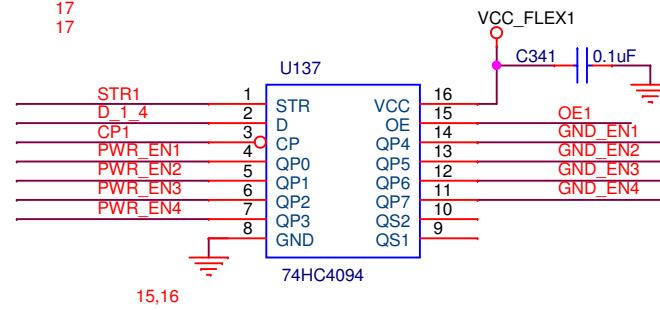 17
17
VCC_FLEX1
C341 0.1uF
U137
STR1 1 STR VCC 16
D_1_4 2 D OE 15 OE1
CP1 3 CP QP4 14 GND_EN1
PWR_EN1 4 QP0 QP5 13 GND_EN2
PWR_EN2 5 QP1 QP6 12 GND_EN3
PWR_EN3 6 QP2 QP7 11 GND_EN4
PWR_EN4 7 QP3 QS2 10
8 GND QS1 9
74HC4094
15,16